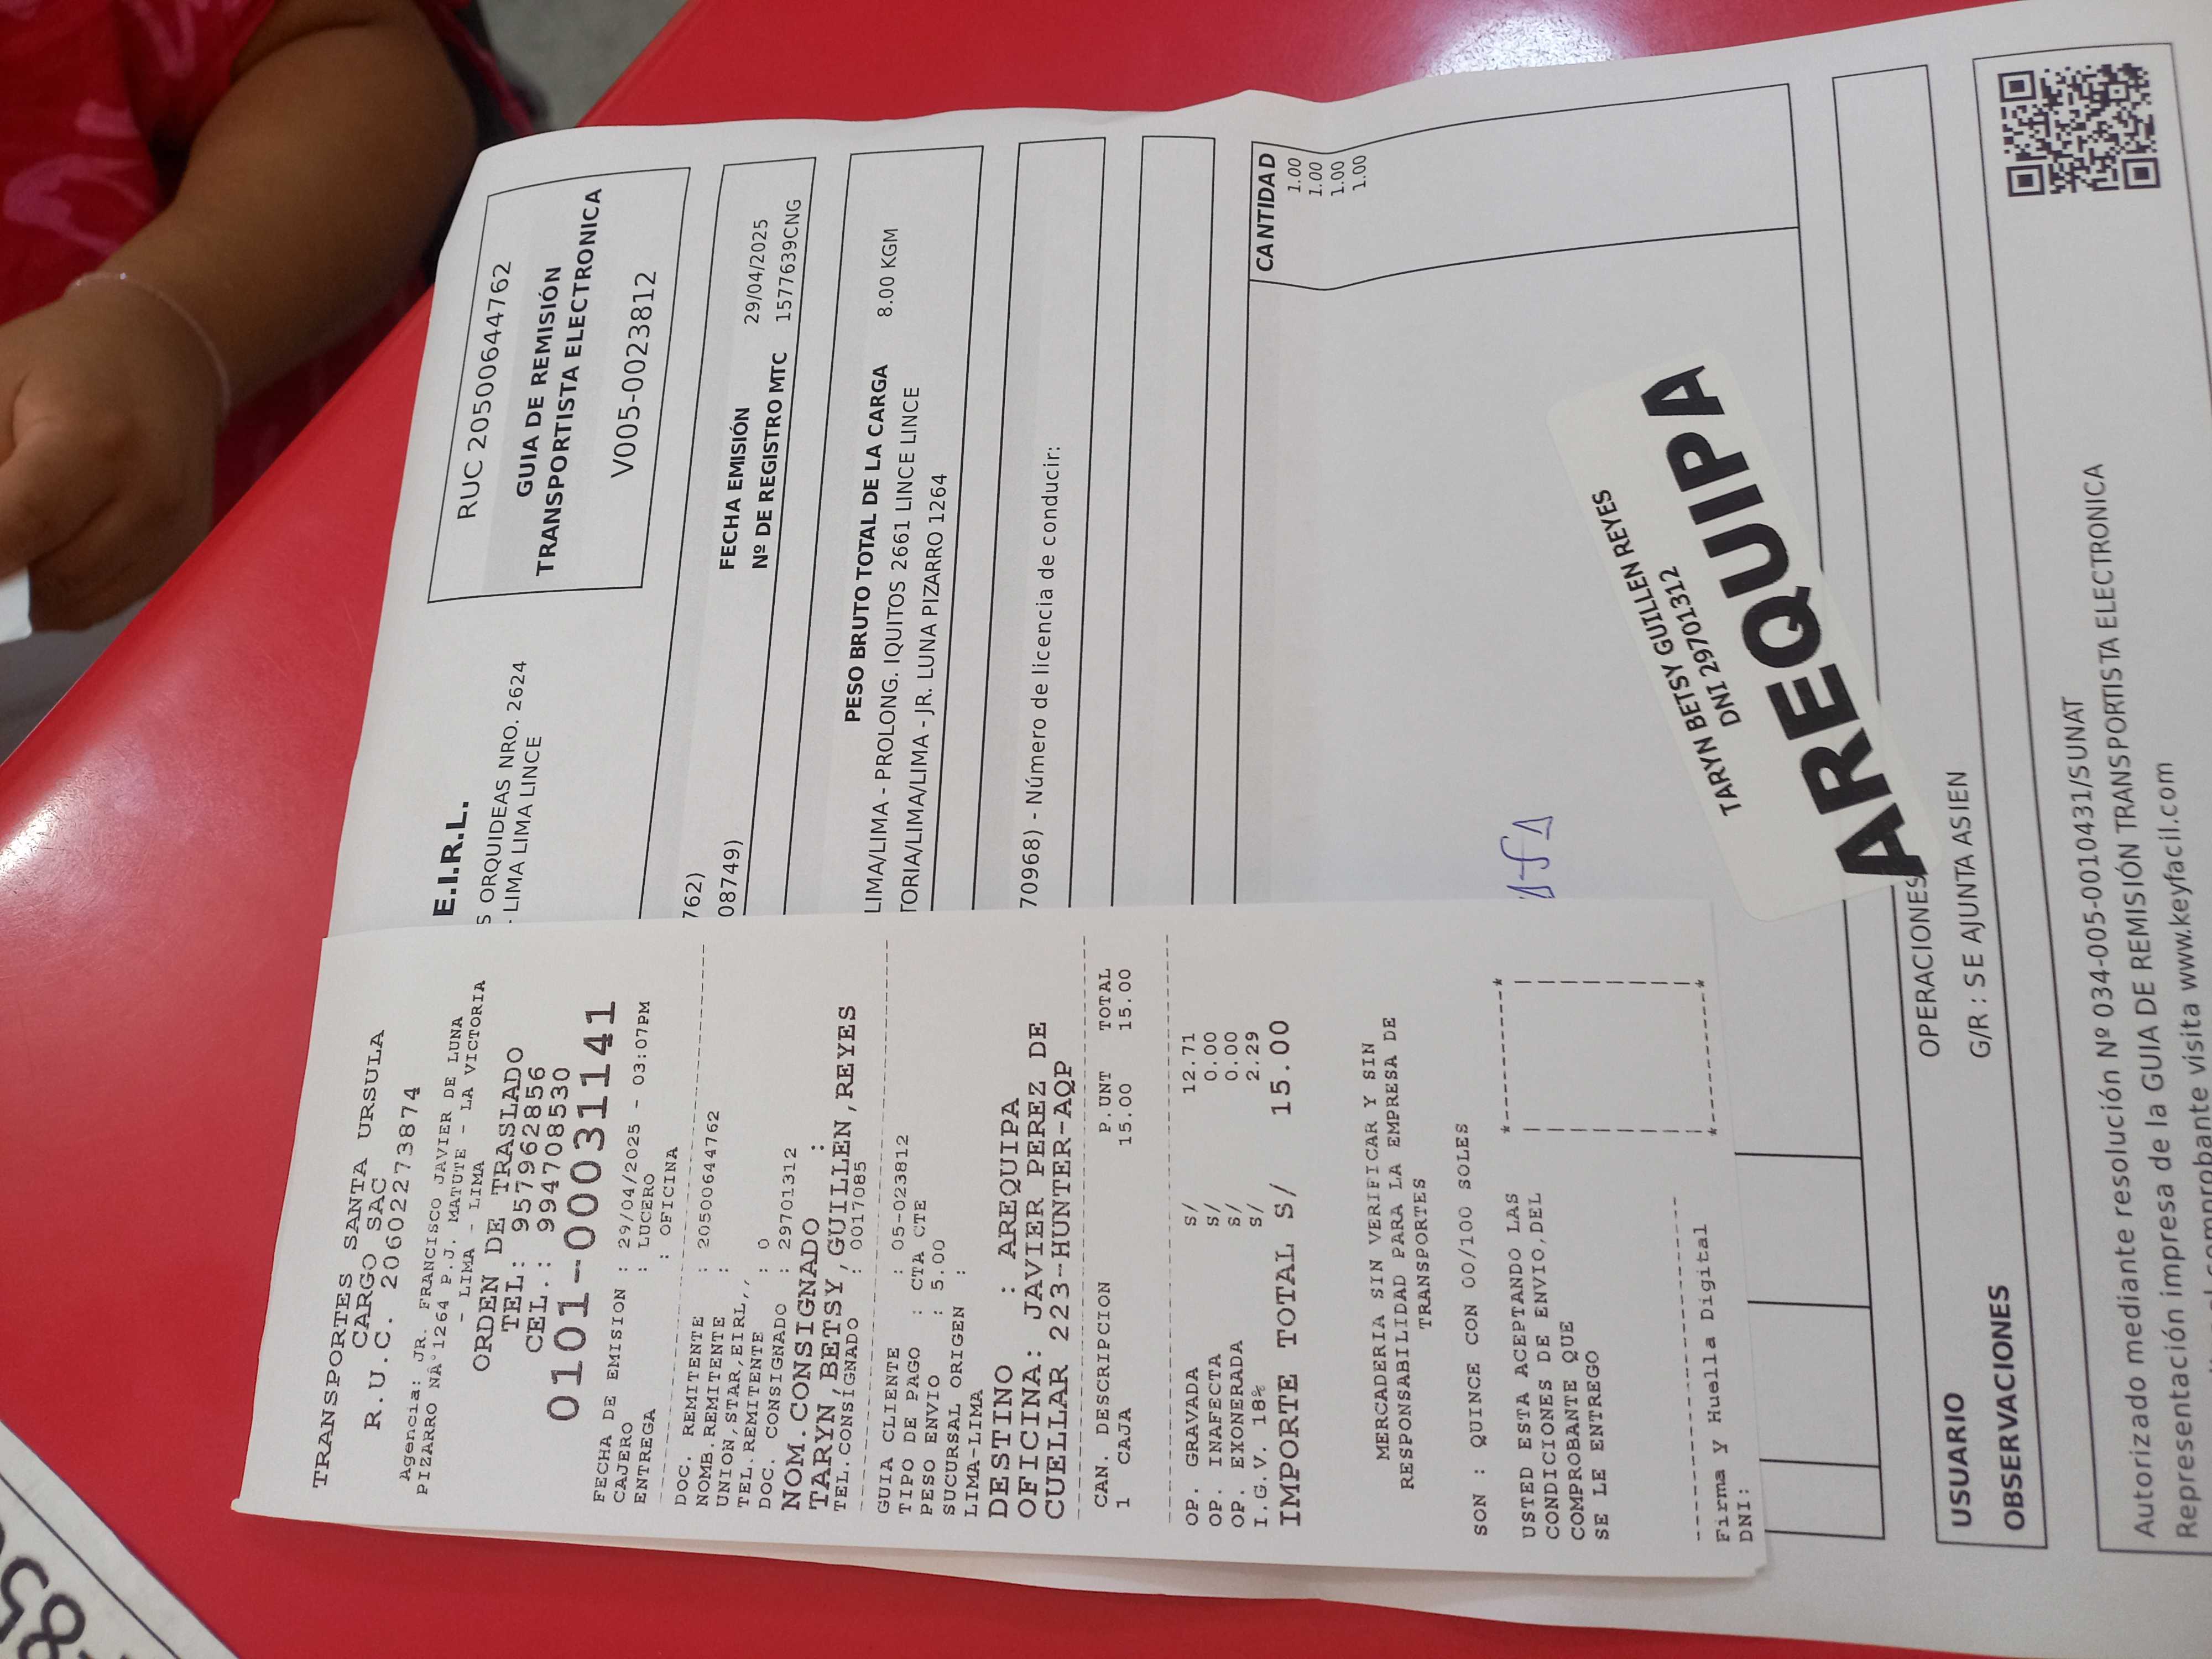 TRANSPORTES SANTA URSULA
CARGO SAC
R.U.C. 20602273874
Agencia: JR. FRANCISCO JAVIER DE LUNA
PIZARRO NA°1264 P.J. MATUTE - LA VICTORIA
- LIMA - LIMA
ORDEN DE TRASLADO
TEL: 957962856
CEL.: 994708530
0101-00031141
FECHA DE EMISION : 29/04/2025 - 03:07PM
CAJERO : LUCERO
ENTREGA : OFICINA
DOC. REMITENTE : 20500644762
NOMB.REMITENTE :
UNION,STAR,EIRL,,
TEL.REMITENTE : 0
DOC. CONSIGNADO : 29701312
NOM.CONSIGNADO :
TARYN,BETSY,GUILLEN,REYES
TEL.CONSIGNADO : 0017085
GUIA CLIENTE : 05-023812
TIPO DE PAGO : CTA CTE
PESO ENVIO : 5.00
SUCURSAL ORIGEN :
LIMA-LIMA
DESTINO : AREQUIPA
OFICINA: JAVIER PEREZ DE
CUELLAR 223-HUNTER-AQP
CAN. DESCRIPCION P.UNT TOTAL
1 CAJA 15.00 15.00
OP. GRAVADA S/ 12.71
OP. INAFECTA S/ 0.00
OP. EXONERADA S/ 0.00
I.G.V. 18% S/ 2.29
IMPORTE TOTAL S/ 15.00
MERCADERIA SIN VERIFICAR Y SIN
RESPONSABILIDAD PARA LA EMPRESA DE
TRANSPORTES
SON : QUINCE CON 00/100 SOLES
USTED ESTA ACEPTANDO LAS
CONDICIONES DE ENVIO,DEL
COMPROBANTE QUE
SE LE ENTREGO
Firma Y Huella Digital
DNI:
E.I.R.L.
S ORQUIDEAS NRO. 2624
- LIMA LIMA LINCE
RUC 20500644762
GUIA DE REMISIÓN
TRANSPORTISTA ELECTRONICA
V005-0023812
762)
08749)
FECHA EMISIÓN 29/04/2025
Nº DE REGISTRO MTC 1577639CNG
PESO BRUTO TOTAL DE LA CARGA 8.00 KGM
LIMA/LIMA - PROLONG. IQUITOS 2661 LINCE LINCE
TORIA/LIMA/LIMA - JR. LUNA PIZARRO 1264
70968) - Número de licencia de conducir:
CANTIDAD
1.00
1.00
1.00
1.00
TARYN BETSY GUILLEN REYES
DNI 29701312
AREQUIPA
USUARIO OPERACIONES
OBSERVACIONES G/R : SE AJUNTA ASIEN
Autorizado mediante resolución Nº 034-005-0010431/SUNAT
Representación impresa de la GUIA DE REMISIÓN TRANSPORTISTA ELECTRONICA
comprobante visita www.keyfacil.com